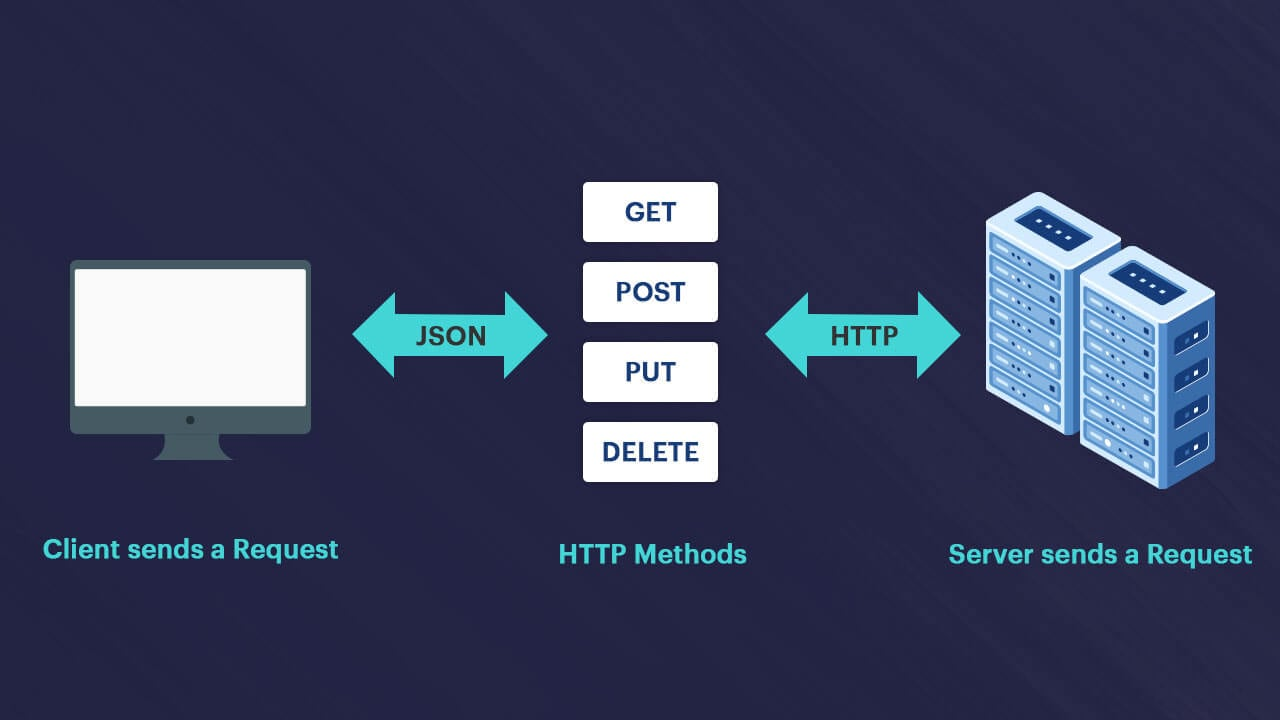 GET
POST
PUT
DELETE
JSON
HTTP
Client sends a Request
HTTP Methods
Server sends a Request